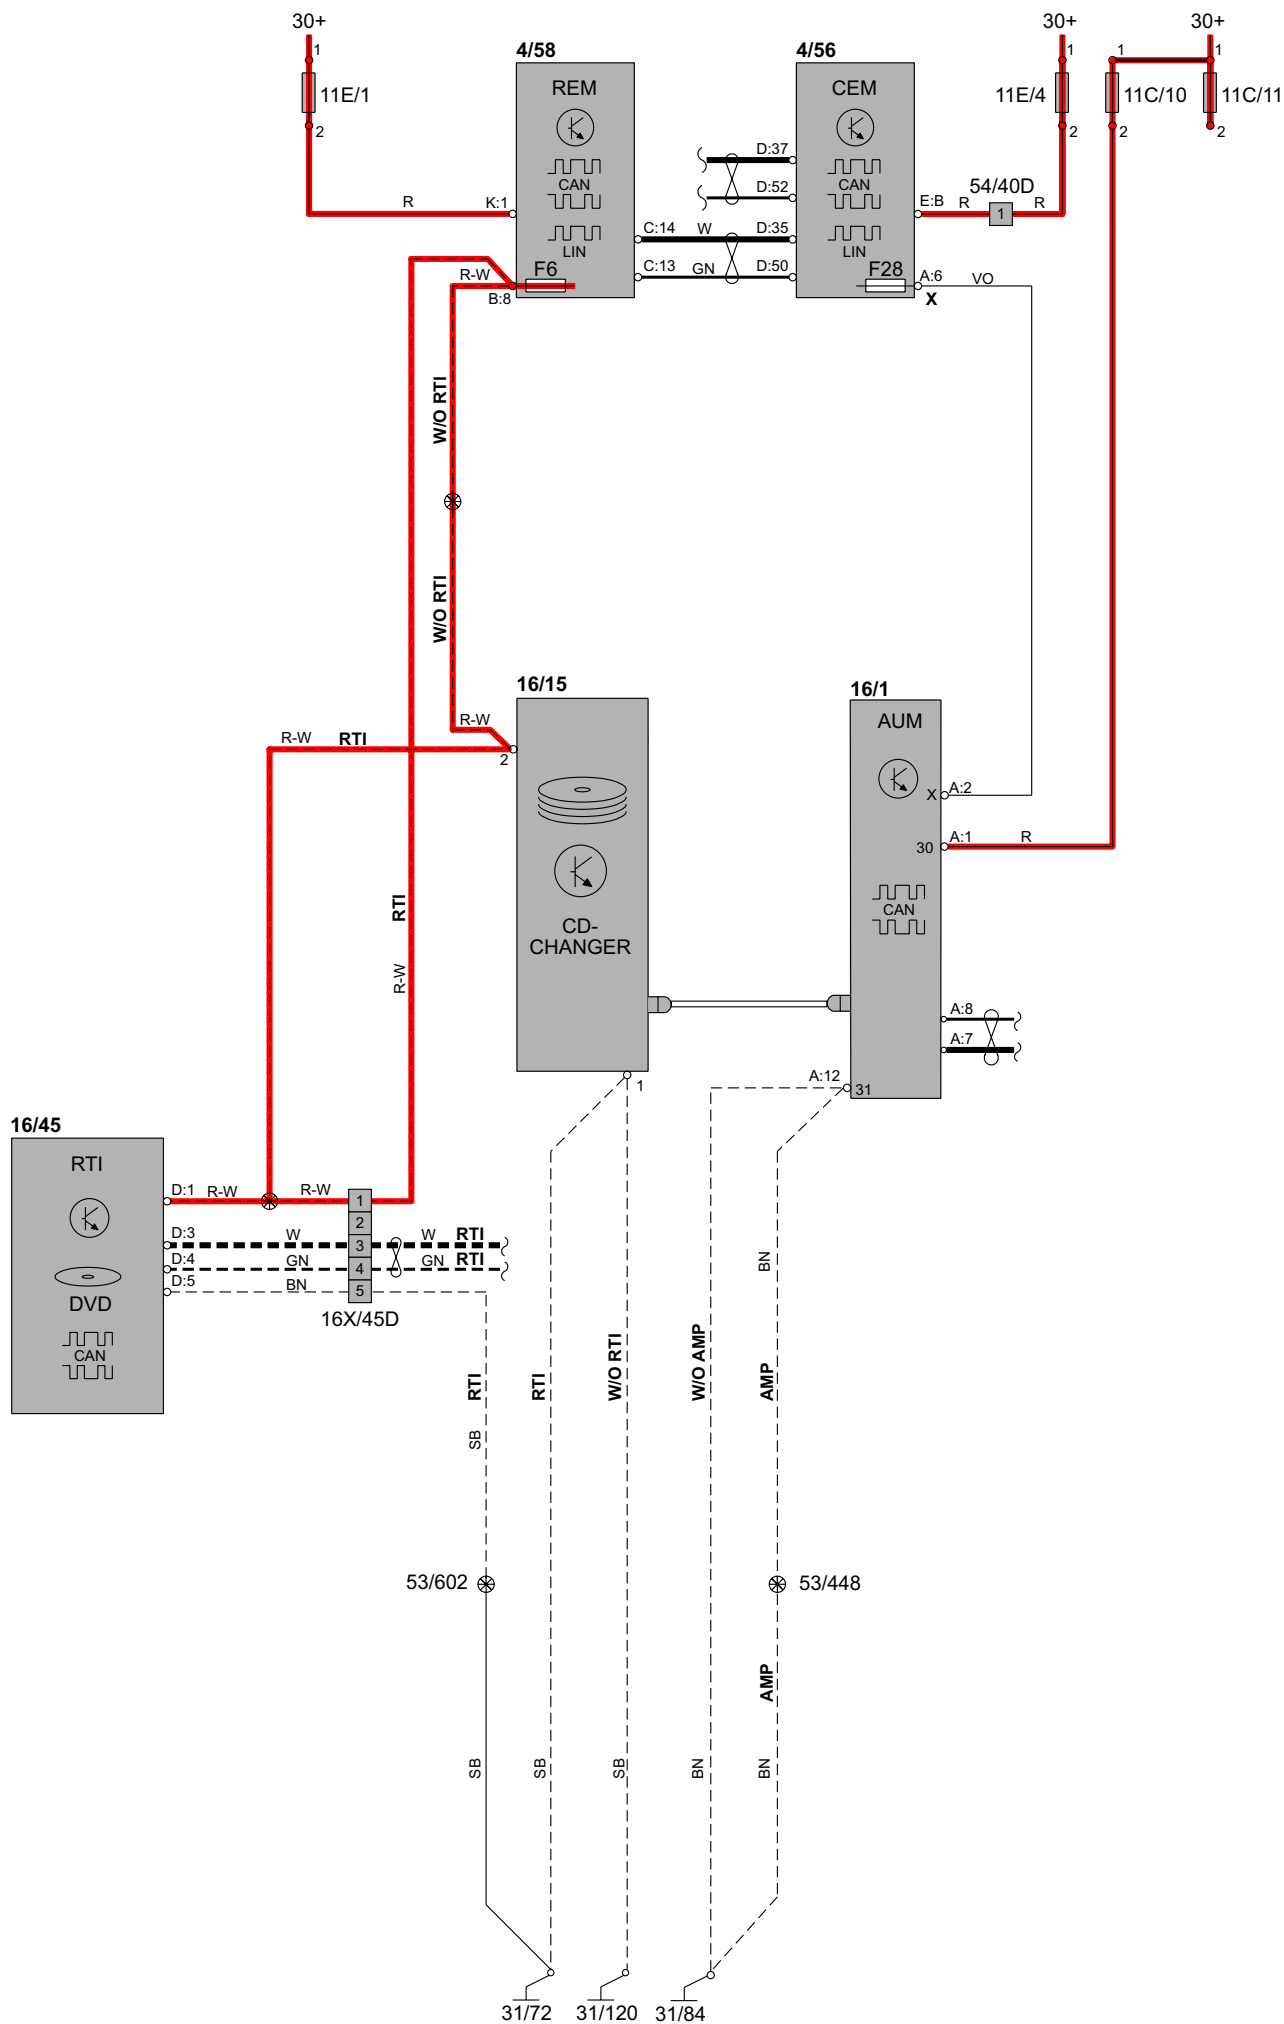 30+
30+
30+
1
4/58
4/56
1
1
1
11E/1
REM
CEM
11E/4
11C/10
11C/11
2
2
2
2
D:37
CAN
D:52
CAN
54/40D
R
K:1
E:B
R
1
R
C:14
W
D:35
LIN
LIN
C:13
GN
D:50
R-W
F6
F28
A:6
VO
B:8
X
W/O RTI
W/O RTI
16/15
16/1
R-W
AUM
R-W
RTI
2
X
A:2
30
A:1
R
RTI
CAN
CD-
CHANGER
R-W
A:8
A:7
A:12
31
1
16/45
RTI
D:1
R-W
R-W
1
2
D:3
W
3
W
RTI
D:4
GN
4
GN
RTI
D:5
BN
5
DVD
16X/45D
CAN
BN
RTI
RTI
W/O RTI
W/O AMP
AMP
SB
53/602
53/448
AMP
SB
SB
SB
BN
BN
31/72
31/120
31/84